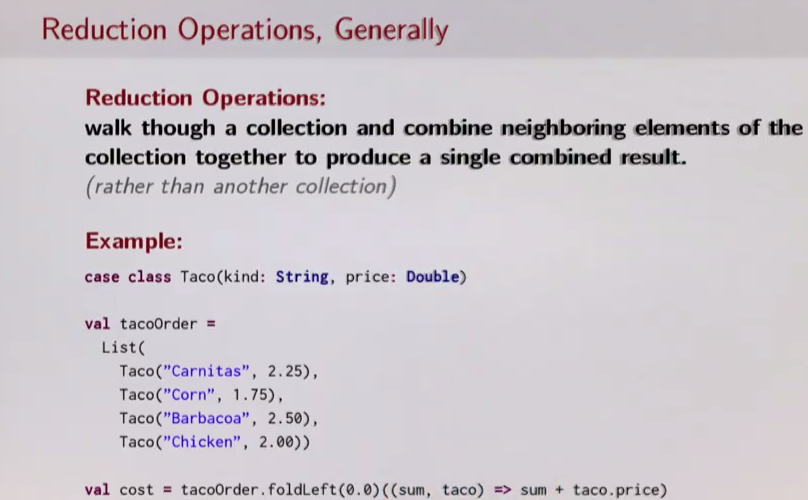 Reduction Operations, Generally
Reduction Operations:
walk though a collection and combine neighboring elements of the
collection together to produce a single combined result.
(rather than another collection)
Example:
case class Taco(kind: String, price: Double)
val tacoOrder =
List(
Taco("Carnitas", 2.25),
Taco("Corn", 1.75),
Taco("Barbacoa", 2.50),
Taco("Chicken", 2.00))
val cost = tacoOrder.foldLeft(0.0)((sum, taco) => sum + taco.price)